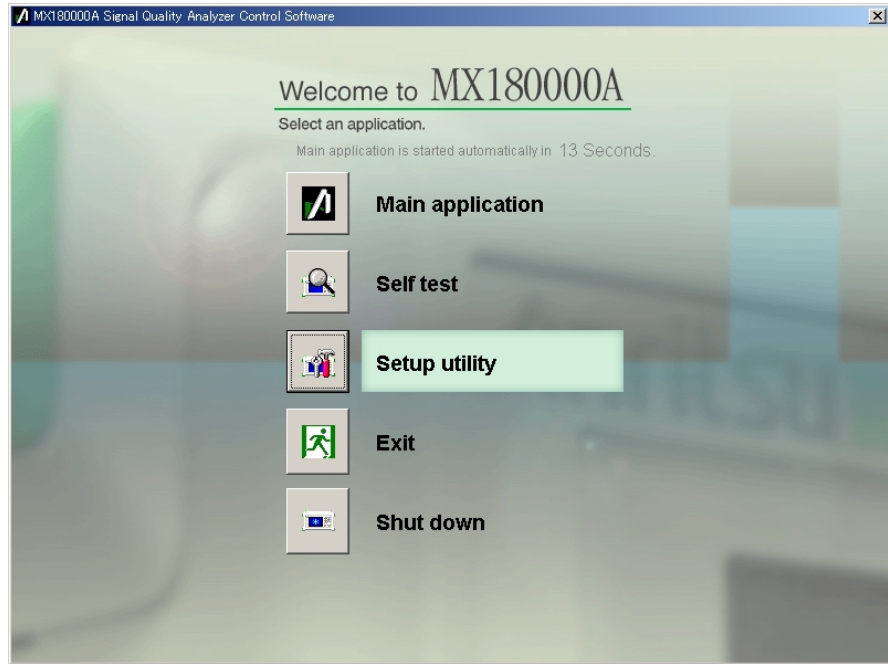 MX180000A Signal Quality Analyzer Control Software
Welcome to MX180000A
Select an application.
Main application is started automatically in 13 Seconds.
Main application
Self test
Setup utility
Exit
Shut down